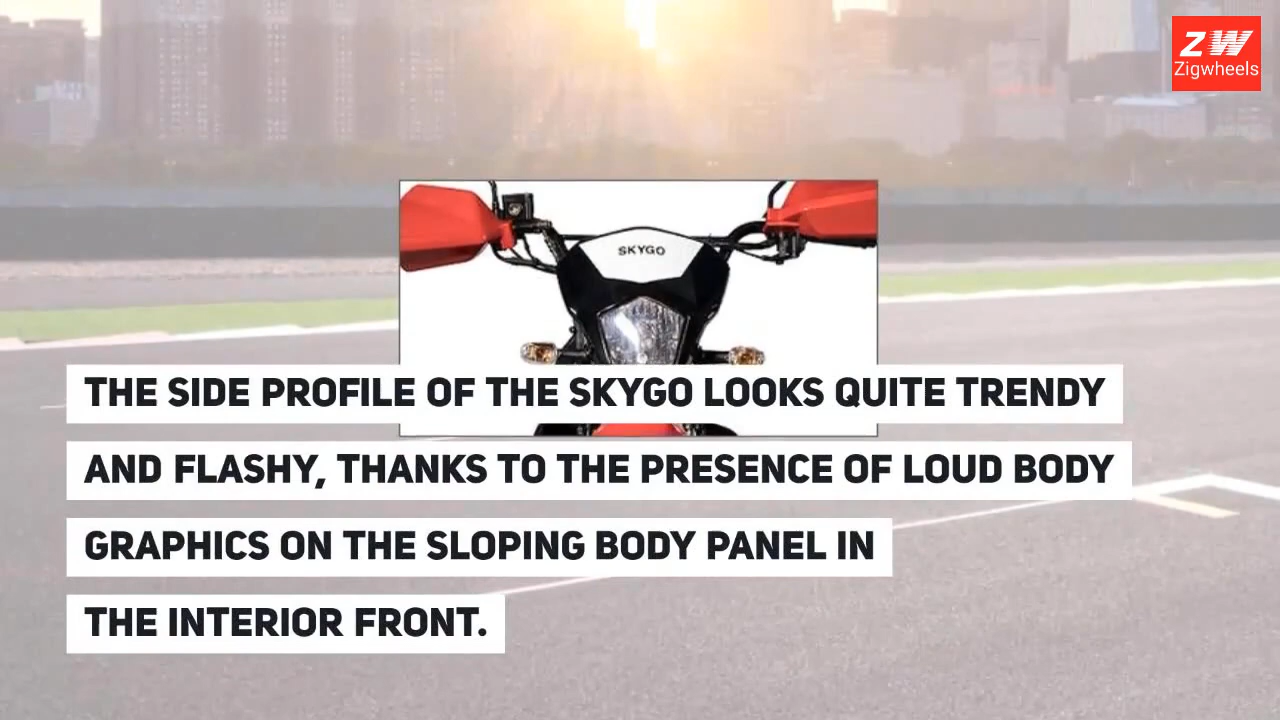 ZW
Zigwheels
SKYGO
THE SIDE PROFILE OF THE SKYGO LOOKS QUITE TRENDY
AND FLASHY, THANKS TO THE PRESENCE OF LOUD BODY
GRAPHICS ON THE SLOPING BODY PANEL IN
THE INTERIOR FRONT.